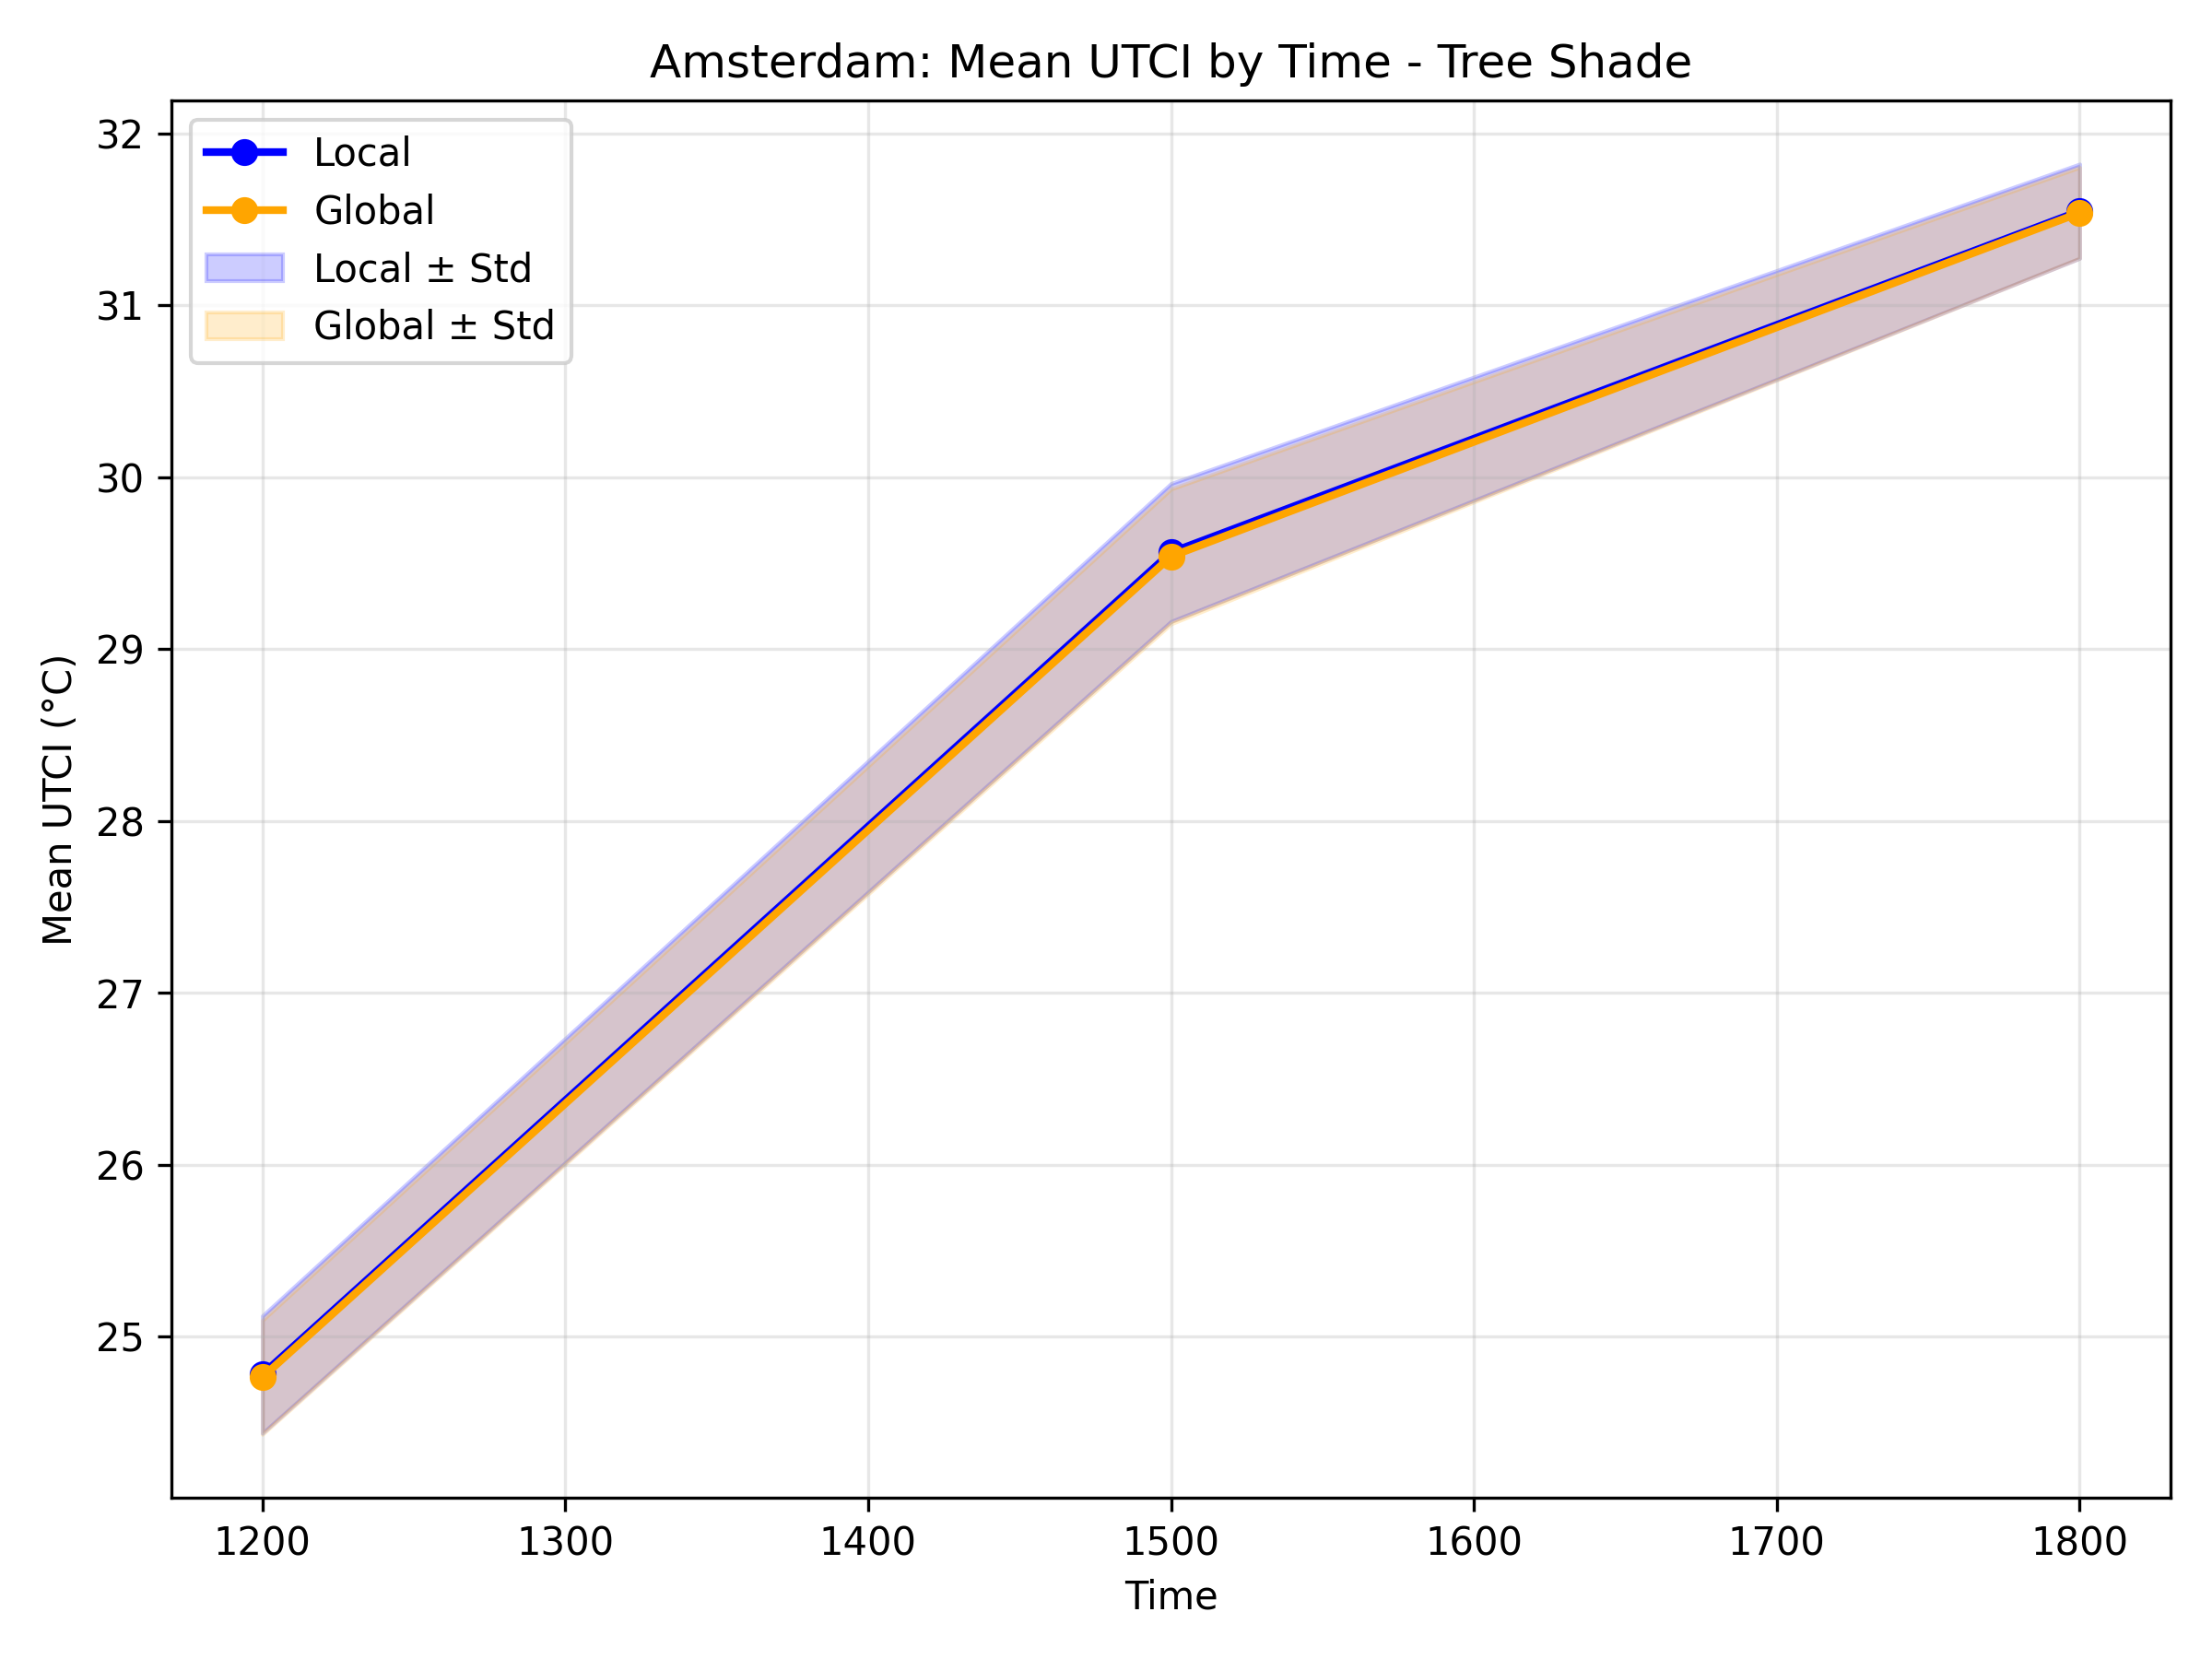 Amsterdam: Mean UTCI by Time - Tree Shade
Local
Global
Local ± Std
Global ± Std
32
31
30
29
28
27
26
25
Mean UTCI (°C)
1200 1300 1400 1500 1600 1700 1800
Time